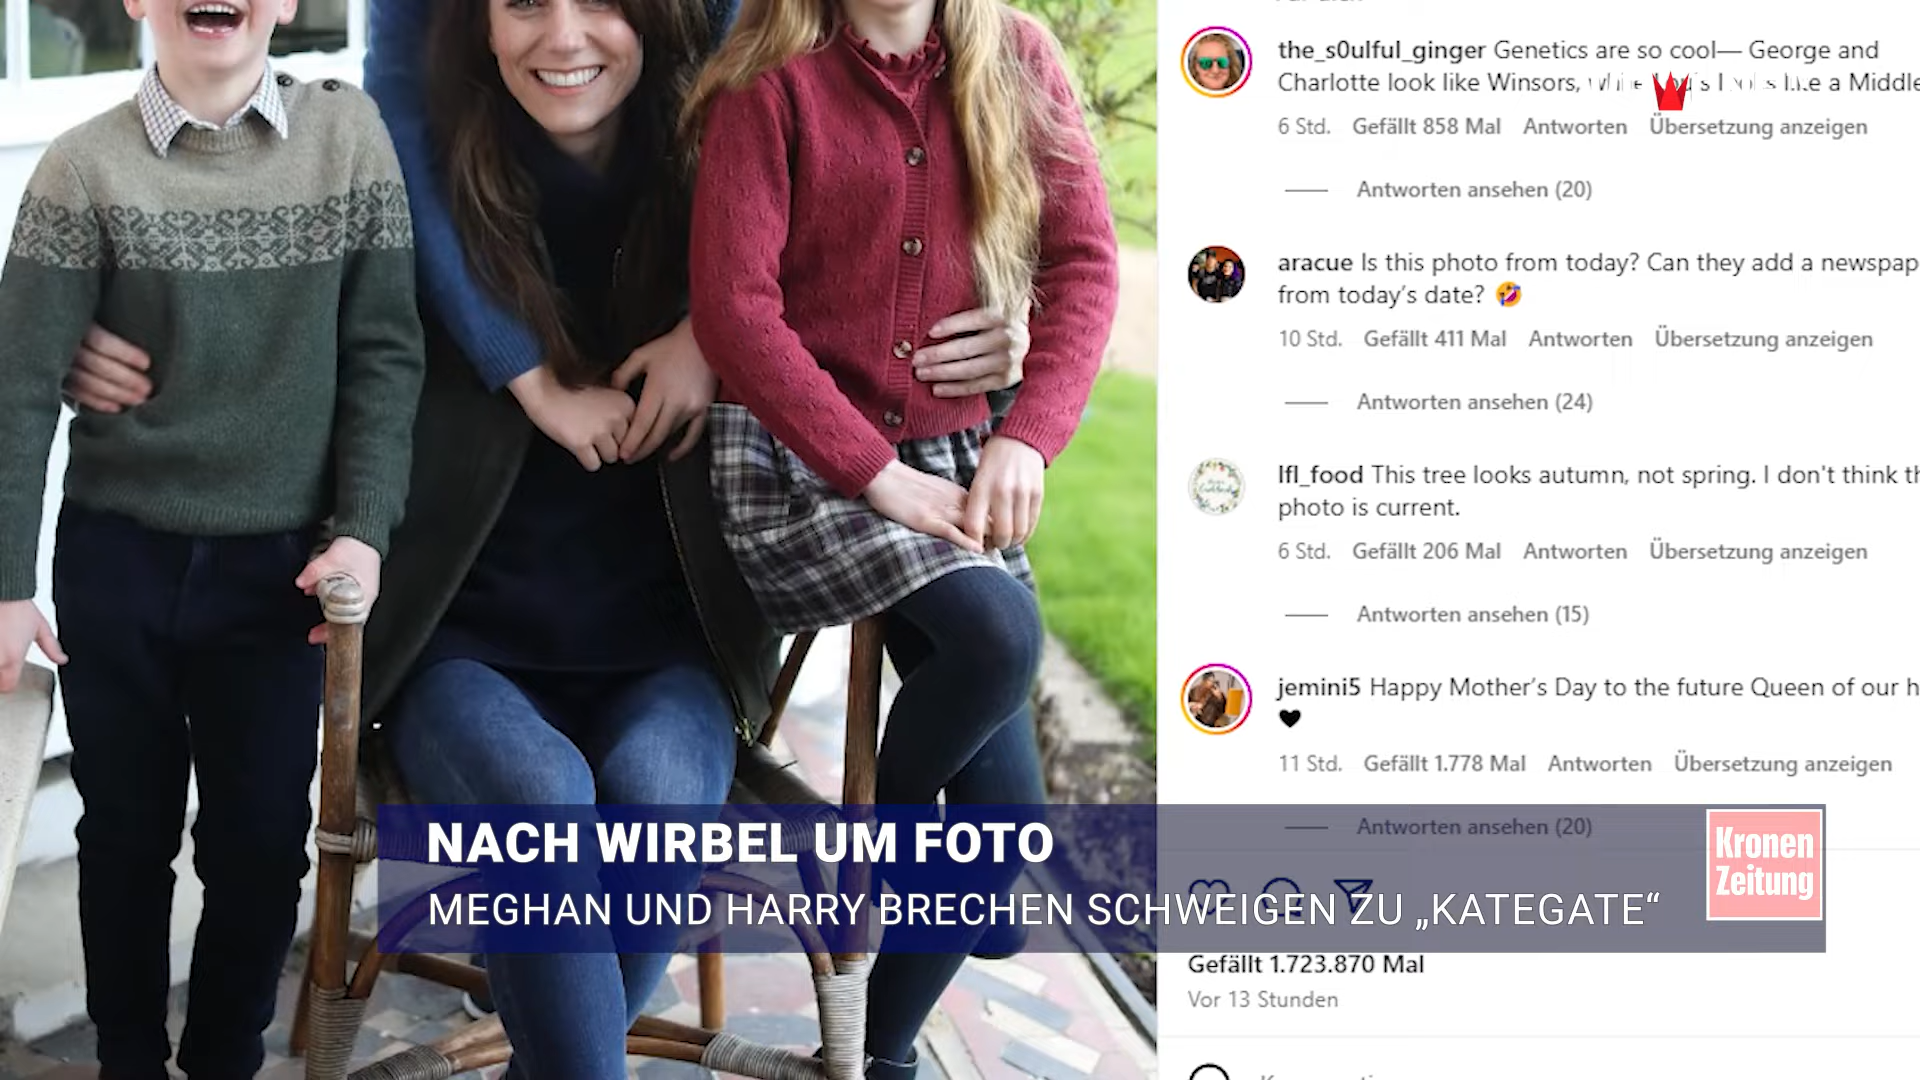 the_s0ulful_ginger Genetics are so cool— George and
Charlotte look like Winsors, a Middle
6 Std. Gefällt 858 Mal Antworten Übersetzung anzeigen
Antworten ansehen (20)
aracue Is this photo from today? Can they add a newspap
from today’s date? 🤣
10 Std. Gefällt 411 Mal Antworten Übersetzung anzeigen
Antworten ansehen (24)
lfl_food This tree looks autumn, not spring. I don't think th
photo is current.
6 Std. Gefällt 206 Mal Antworten Übersetzung anzeigen
Antworten ansehen (15)
jemini5 Happy Mother’s Day to the future Queen of our h
🖤
11 Std. Gefällt 1.778 Mal Antworten Übersetzung anzeigen
Antworten ansehen (20)
NACH WIRBEL UM FOTO
MEGHAN UND HARRY BRECHEN SCHWEIGEN ZU „KATEGATE“
Kronen
Zeitung
Gefällt 1.723.870 Mal
Vor 13 Stunden